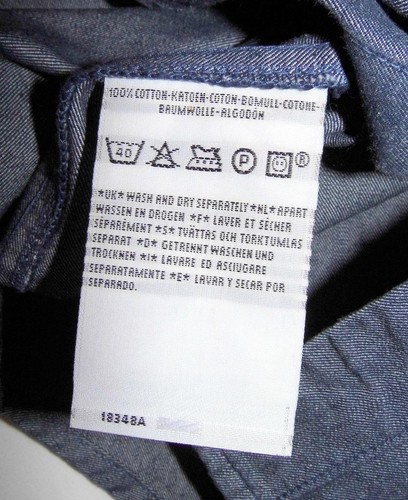 100% COTTON-KATOEN-COTON-BOMULL-COTONE-
BAUMWOLLE-ALGODÓN
40 P ®
*UK* WASH AND DRY SEPARATELY *NL* APART
WASSEN EN DROGEN *F* LAVER ET SÉCHER
SÉPARÉMENT *S* TVÄTTAS OCH TORKTUMLAS
SEPARAT *D* GETRENNT WASCHEN UND
TROCKNEN *I* LAVARE ED ASCIUGARE
SEPARATAMENTE *E* LAVAR Y SECAR POR
SEPARADO.
18348A